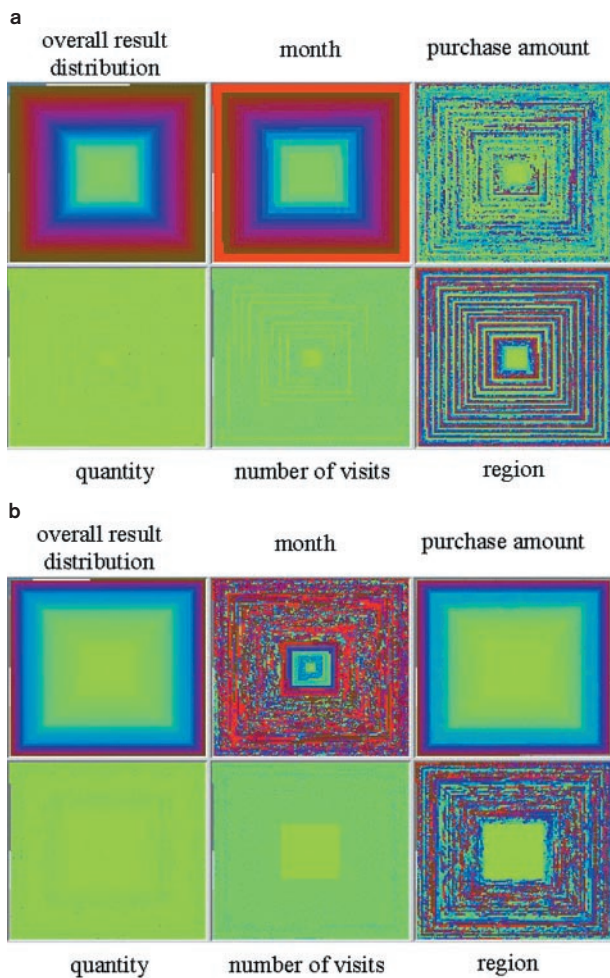 a
overall result
distribution
month
purchase amount
quantity
number of visits
region
b
overall result
distribution
month
purchase amount
quantity
number of visits
region